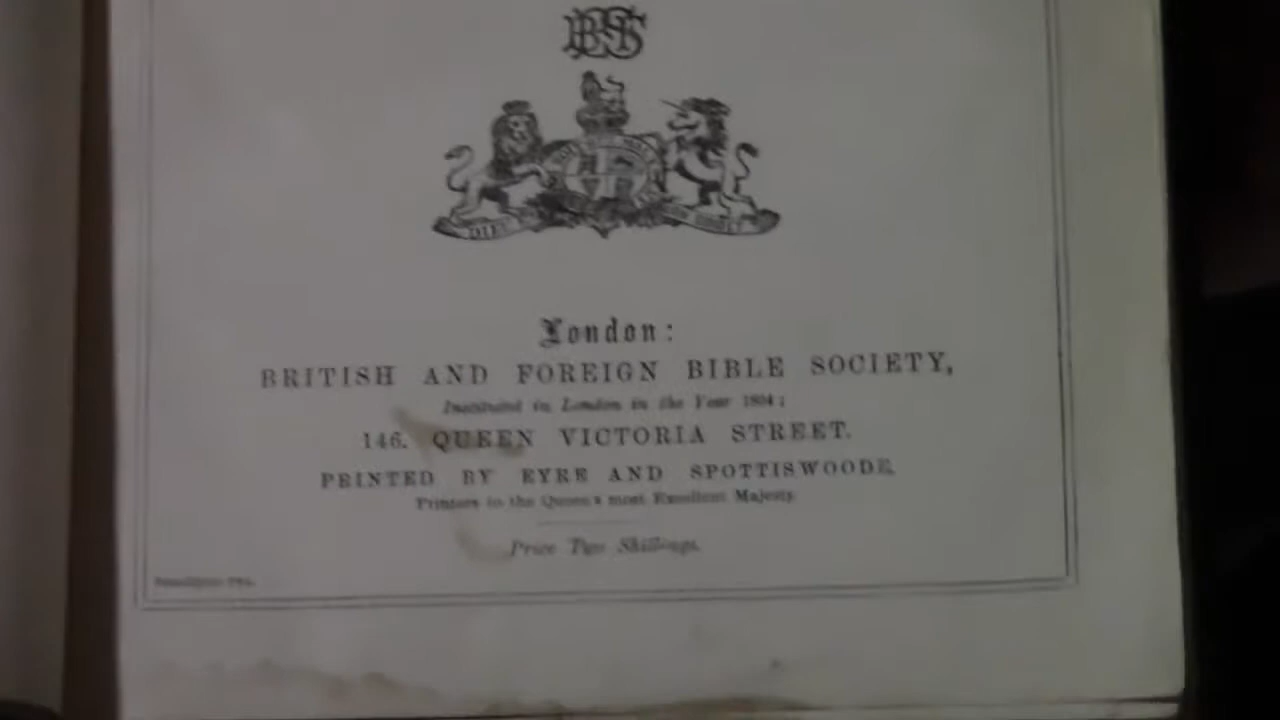 London:
BRITISH AND FOREIGN BIBLE SOCIETY,
Instituted in London in the Year 1804;
146, QUEEN VICTORIA STREET.
PRINTED BY EYRE AND SPOTTISWOODE,
Printers to the Queen's most Excellent Majesty.
Price Two Shillings.